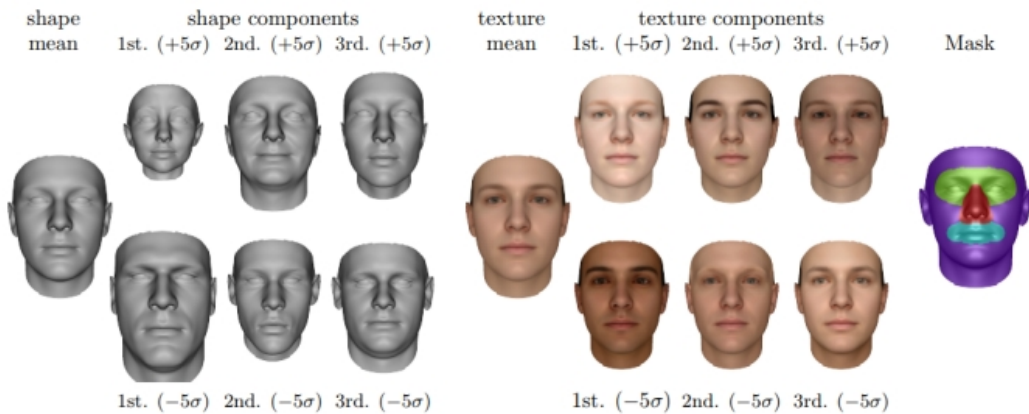 shape shape components texture texture components
mean 1st. (+5σ) 2nd. (+5σ) 3rd. (+5σ) mean 1st. (+5σ) 2nd. (+5σ) 3rd. (+5σ) Mask
1st. (−5σ) 2nd. (−5σ) 3rd. (−5σ) 1st. (−5σ) 2nd. (−5σ) 3rd. (−5σ)